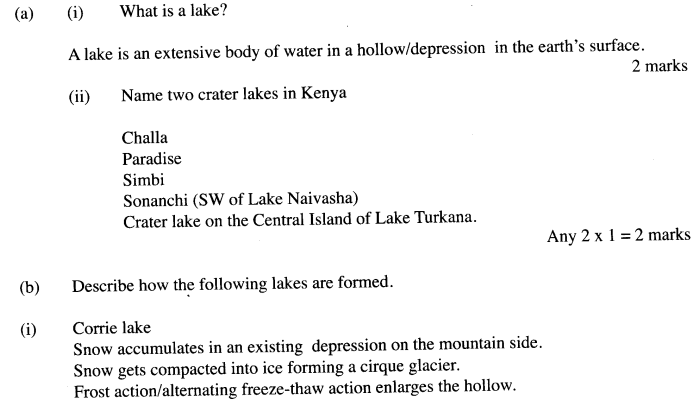 (a) (i) What is a lake?
A lake is an extensive body of water in a hollow/depression in the earth's surface.
2 marks
(ii) Name two crater lakes in Kenya
Challa
Paradise
Simbi
Sonanchi (SW of Lake Naivasha)
Crater lake on the Central Island of Lake Turkana.
Any 2 x 1 = 2 marks
(b) Describe how the following lakes are formed.
(i) Corrie lake
Snow accumulates in an existing depression on the mountain side.
Snow gets compacted into ice forming a cirque glacier.
Frost action/alternating freeze-thaw action enlarges the hollow.